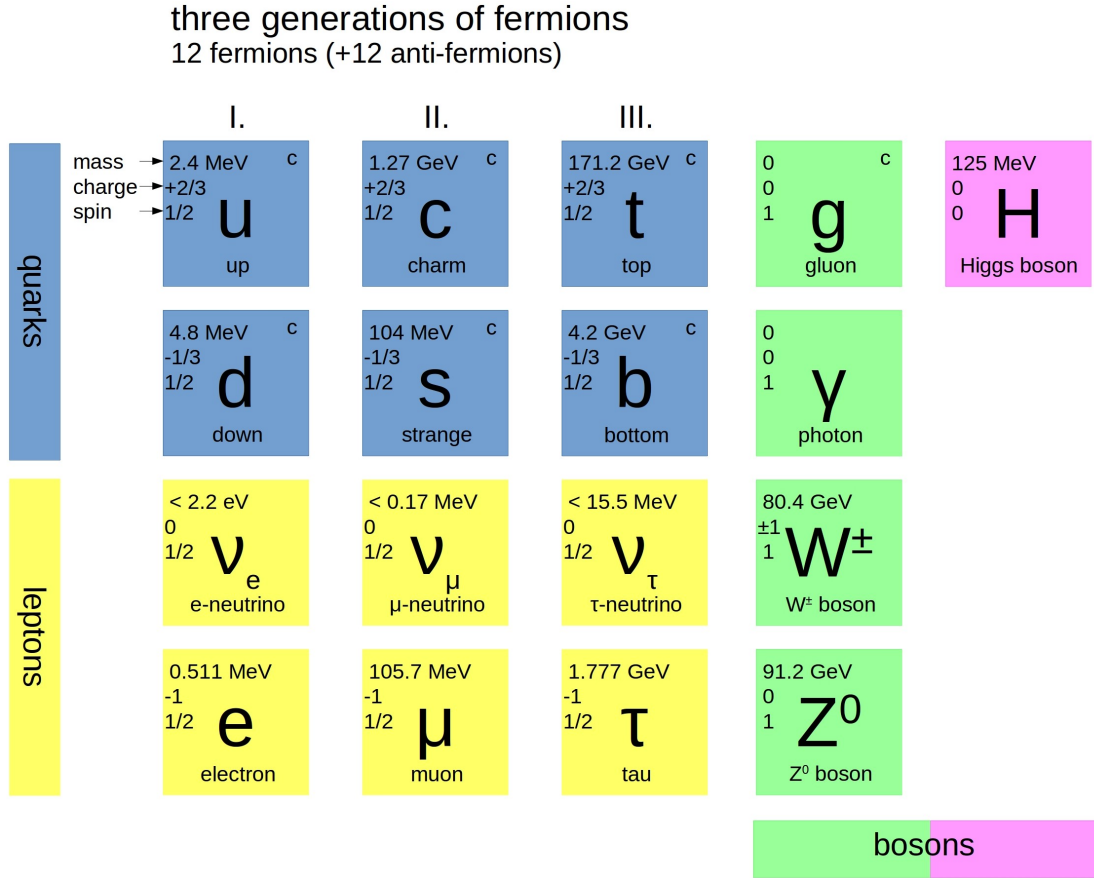 three generations of fermions
12 fermions (+12 anti-fermions)
I.
II.
III.
quarks
leptons
mass
charge
spin
2.4 MeV c
+2/3
1/2
u
up
1.27 GeV c
+2/3
1/2
c
charm
171.2 GeV c
+2/3
1/2
t
top
0 c
0
1
g
gluon
125 MeV
0
0
H
Higgs boson
4.8 MeV c
-1/3
1/2
d
down
104 MeV c
-1/3
1/2
s
strange
4.2 GeV c
-1/3
1/2
b
bottom
0
0
1
γ
photon
< 2.2 eV
0
1/2
νe
e-neutrino
< 0.17 MeV
0
1/2
νμ
μ-neutrino
< 15.5 MeV
0
1/2
ντ
τ-neutrino
80.4 GeV
±1
1
W±
W± boson
0.511 MeV
-1
1/2
e
electron
105.7 MeV
-1
1/2
μ
muon
1.777 GeV
-1
1/2
τ
tau
91.2 GeV
0
1
Z⁰
Z⁰ boson
bosons